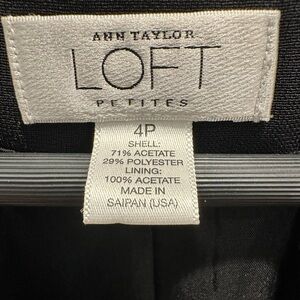 ANN TAYLOR
LOFT
PETITES
4P
SHELL:
71% ACETATE
29% POLYESTER
LINING:
100% ACETATE
MADE IN
SAIPAN (USA)